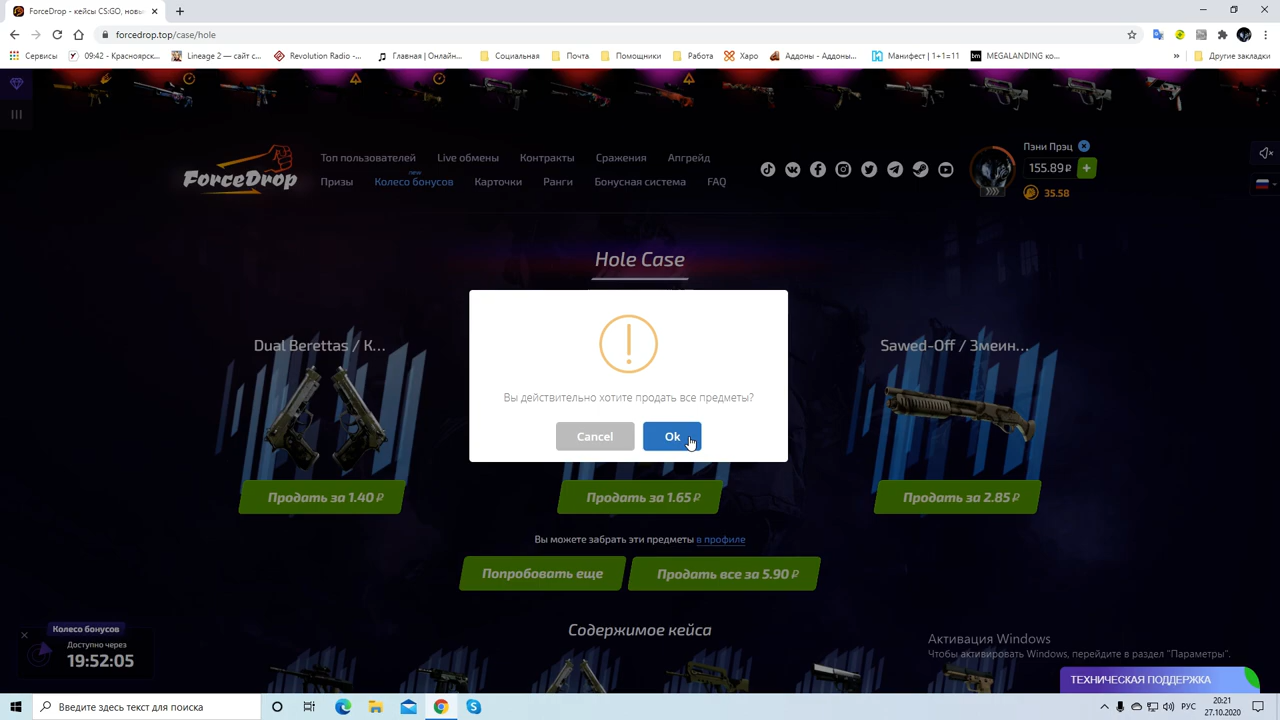 ForceDrop - кейсы CS:GO, новы
forcedrop.top/case/hole
Сервисы
09:42 - Красноярск...
Lineage 2 — сайт с...
Revolution Radio -...
Главная | Онлайн...
Социальная
Почта
Помощники
Работа
Харо
Аддоны - Аддоны...
Манифест | 1+1=11
bm
MEGALANDING ко...
»
Другие закладки
ForceDrop
Топ пользователей
Live обмены
Контракты
Сражения
Апгрейд
Призы
new
Колесо бонусов
Карточки
Ранги
Бонусная система
FAQ
Пэни Прэц
155.89 ₽
35.58
Hole Case
Dual Berettas / К...
Sawed-Off / Змеин...
Вы действительно хотите продать все предметы?
Cancel
Ok
Продать за 1.40 ₽
Продать за 1.65 ₽
Продать за 2.85 ₽
Вы можете забрать эти предметы в профиле
Попробовать еще
Продать все за 5.90 ₽
Содержимое кейса
Колесо бонусов
Доступно через
19:52:05
Активация Windows
Чтобы активировать Windows, перейдите в раздел "Параметры".
ТЕХНИЧЕСКАЯ ПОДДЕРЖКА
Введите здесь текст для поиска
РУС
20:21
27.10.2020